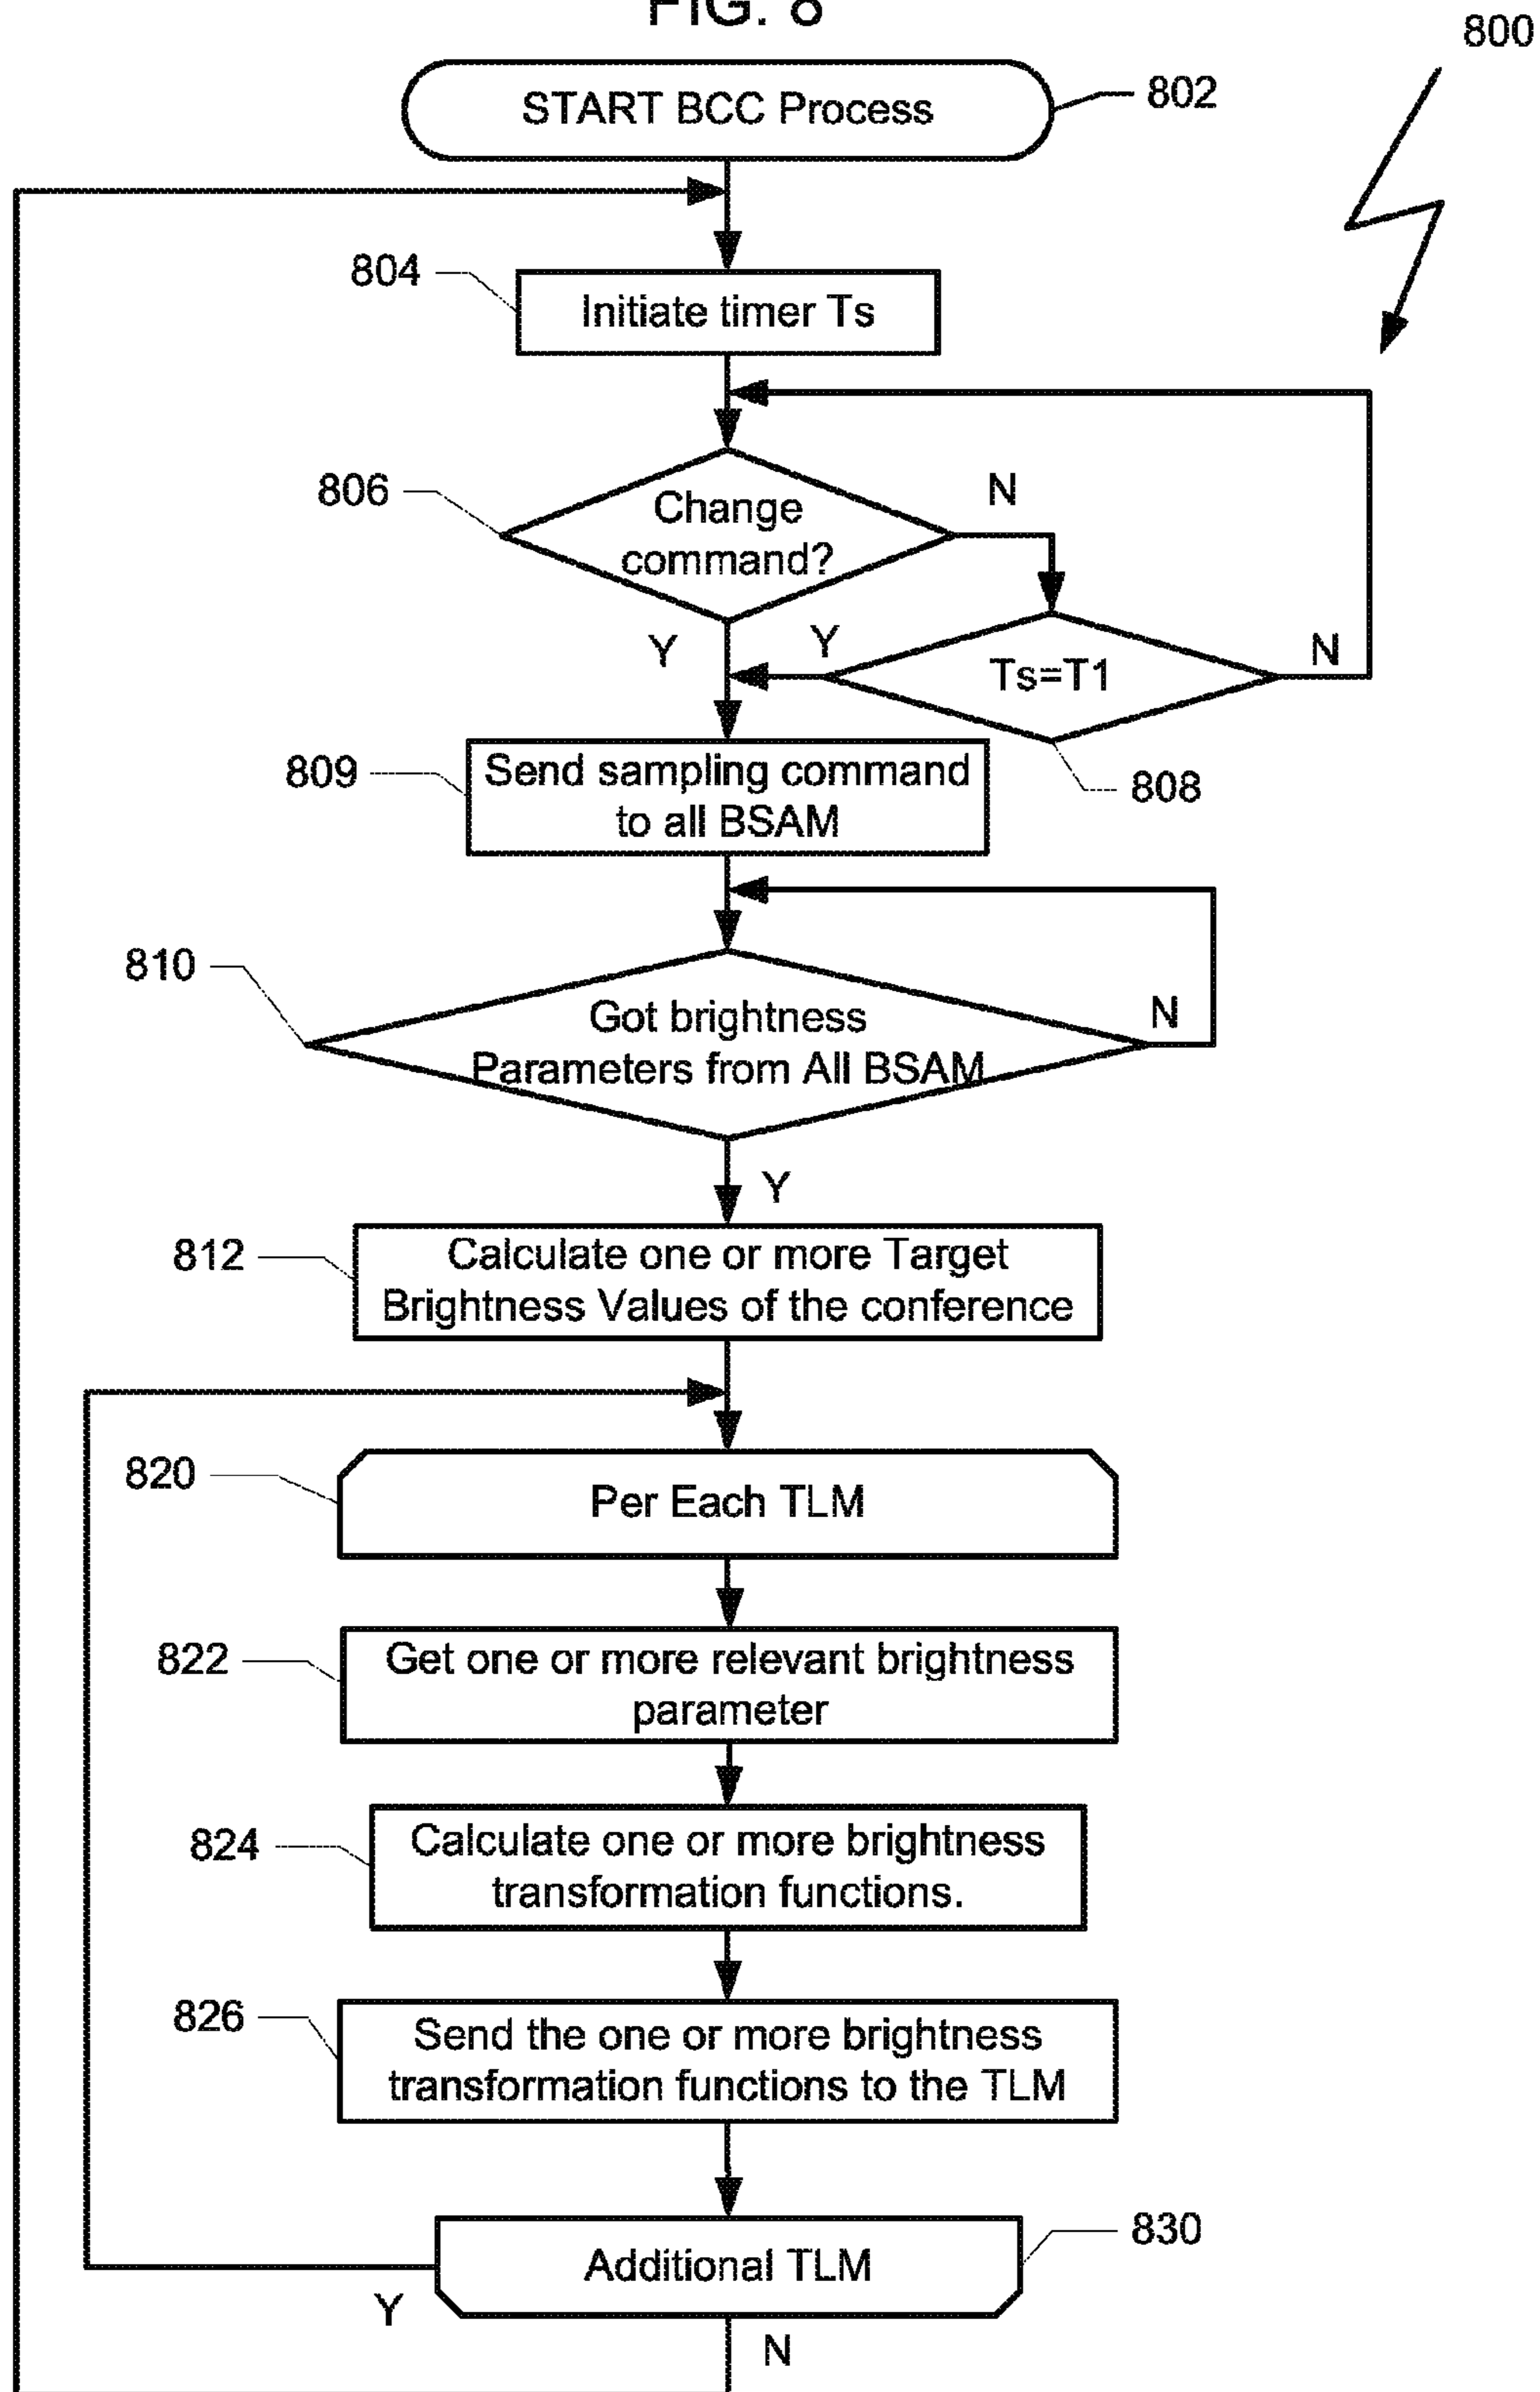 FIG. 8
800
START BCC Process
802
804
Initiate timer Ts
806
Change
command?
N
Y
Y
Ts=T1
N
808
809
Send sampling command
to all BSAM
810
Got brightness
Parameters from All BSAM
N
Y
812
Calculate one or more Target
Brightness Values of the conference
820
Per Each TLM
822
Get one or more relevant brightness
parameter
824
Calculate one or more brightness
transformation functions.
826
Send the one or more brightness
transformation functions to the TLM
830
Additional TLM
Y
N